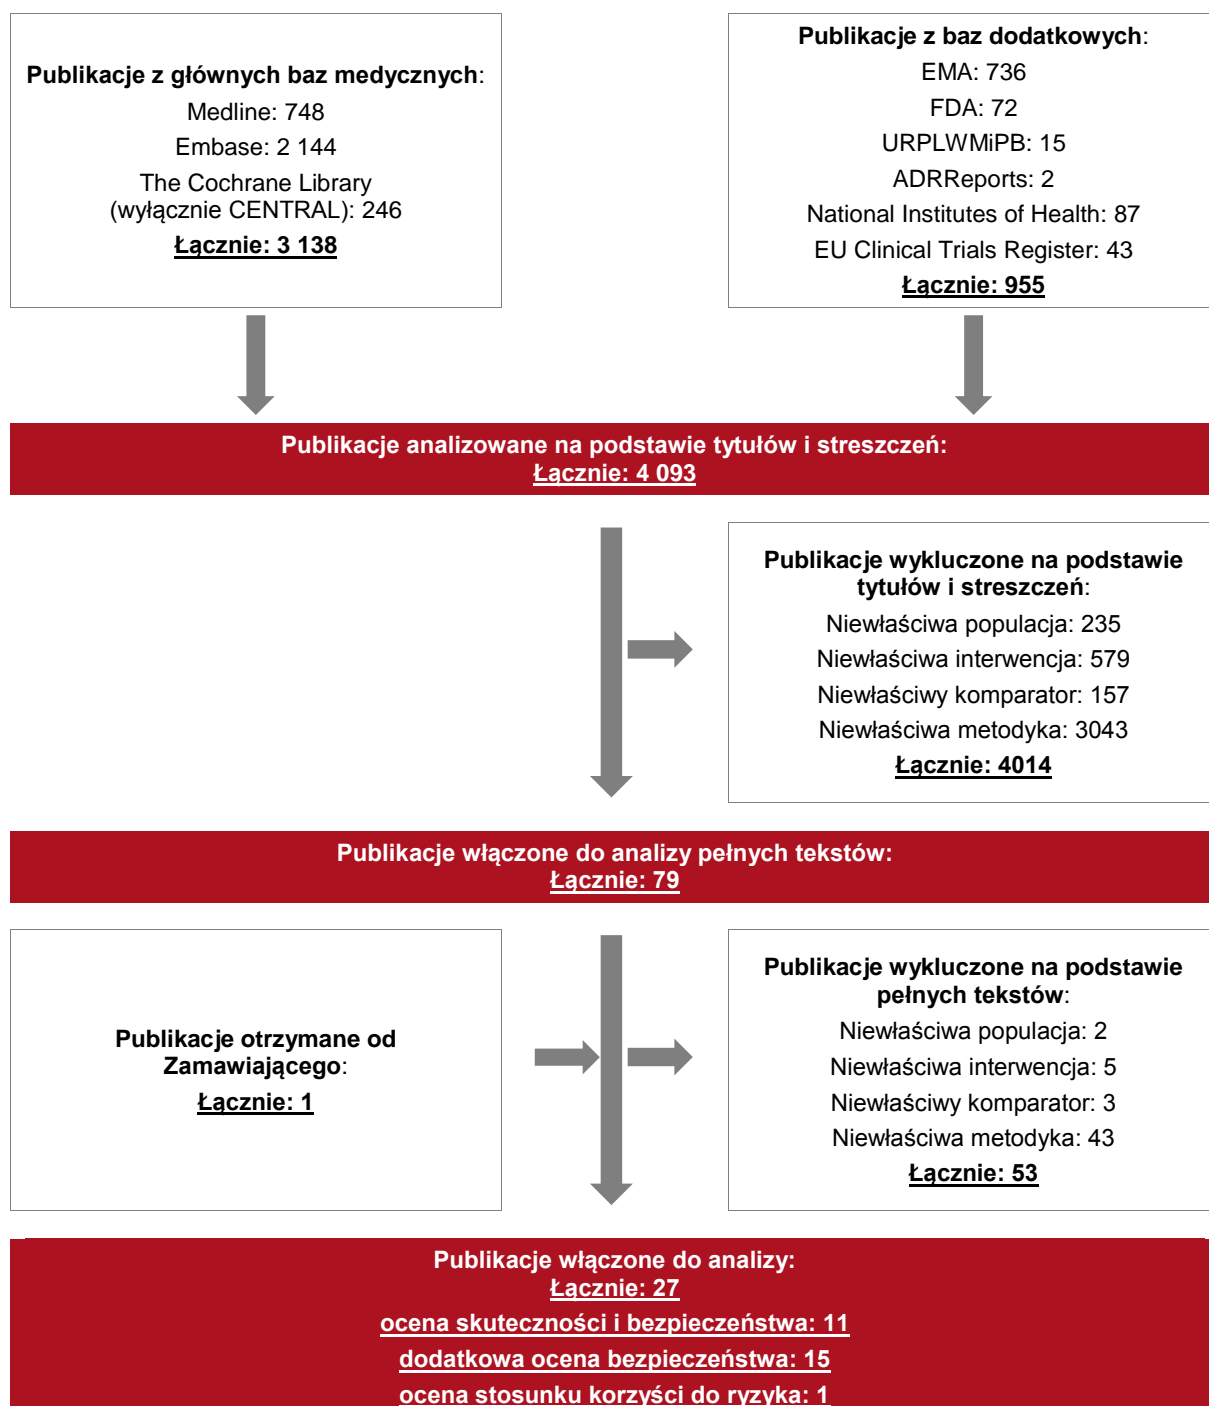 Publikacje z głównych baz medycznych:
Medline: 748
Embase: 2 144
The Cochrane Library
(wyłącznie CENTRAL): 246
Łącznie: 3 138
Publikacje z baz dodatkowych:
EMA: 736
FDA: 72
URPLWMiPB: 15
ADRReports: 2
National Institutes of Health: 87
EU Clinical Trials Register: 43
Łącznie: 955
Publikacje analizowane na podstawie tytułów i streszczeń:
Łącznie: 4 093
Publikacje wykluczone na podstawie
tytułów i streszczeń:
Niewłaściwa populacja: 235
Niewłaściwa interwencja: 579
Niewłaściwy komparator: 157
Niewłaściwa metodyka: 3043
Łącznie: 4014
Publikacje włączone do analizy pełnych tekstów:
Łącznie: 79
Publikacje otrzymane od
Zamawiającego:
Łącznie: 1
Publikacje wykluczone na podstawie
pełnych tekstów:
Niewłaściwa populacja: 2
Niewłaściwa interwencja: 5
Niewłaściwy komparator: 3
Niewłaściwa metodyka: 43
Łącznie: 53
Publikacje włączone do analizy:
Łącznie: 27
ocena skuteczności i bezpieczeństwa: 11
dodatkowa ocena bezpieczeństwa: 15
ocena stosunku korzyści do ryzyka: 1